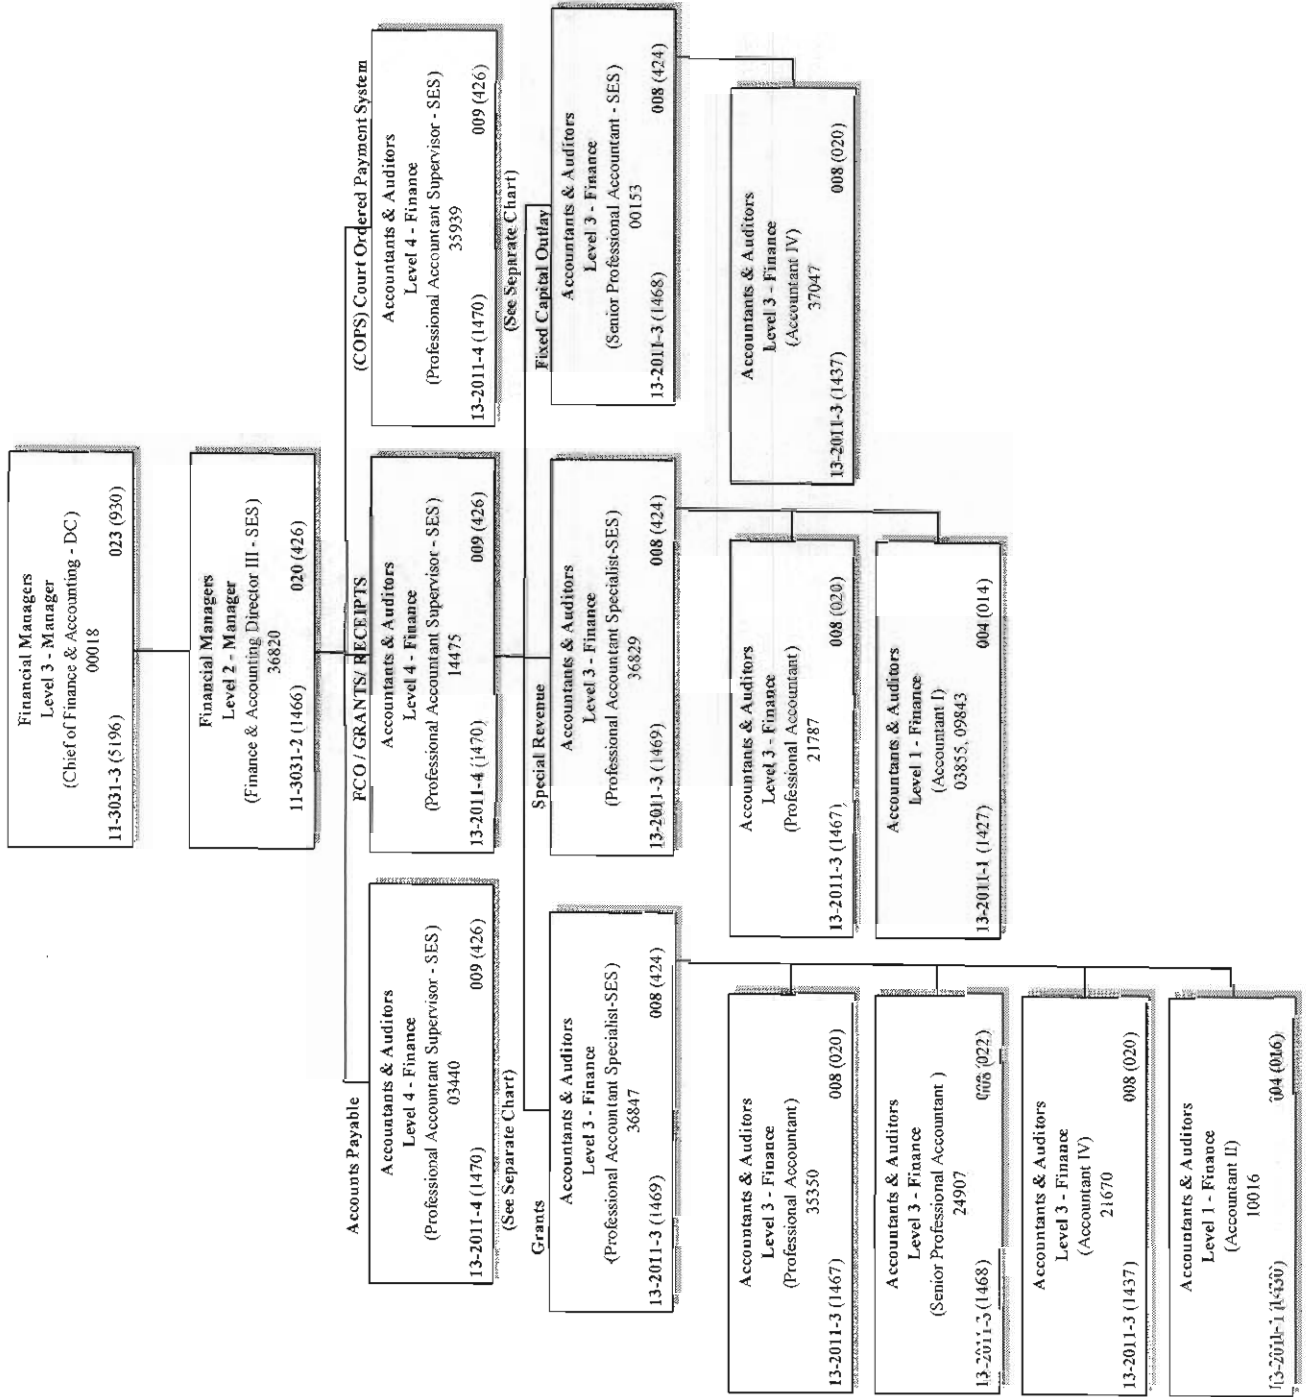 Financial Managers
Level 3 - Manager
(Chief of Finance & Accounting - DC)
00018
11-3031-3 (5196) 023 (930)
Financial Managers
Level 2 - Manager
(Finance & Accounting Director III - SES)
36820
11-3031-2 (1466) 020 (426)
Accounts Payable
Accountants & Auditors
Level 4 - Finance
(Professional Accountant Supervisor - SES)
03440
13-2011-4 (1470) 009 (426)
(See Separate Chart)
FCO / GRANTS/ RECEIPTS
Accountants & Auditors
Level 4 - Finance
(Professional Accountant Supervisor - SES)
14475
13-2011-4 (1470) 009 (426)
(COPS) Court Ordered Payment System
Accountants & Auditors
Level 4 - Finance
(Professional Accountant Supervisor - SES)
35939
13-2011-4 (1470) 009 (426)
(See Separate Chart)
Grants
Accountants & Auditors
Level 3 - Finance
(Professional Accountant Specialist-SES)
36847
13-2011-3 (1469) 008 (424)
Accountants & Auditors
Level 3 - Finance
(Professional Accountant)
35350
13-2011-3 (1467) 008 (020)
Accountants & Auditors
Level 3 - Finance
(Senior Professional Accountant )
24907
13-2011-3 (1468) 008 (022)
Accountants & Auditors
Level 3 - Finance
(Accountant IV)
21670
13-2011-3 (1437) 008 (020)
Accountants & Auditors
Level 1 - Finance
(Accountant II)
10016
13-2011-1 (1430) 004 (016)
Special Revenue
Accountants & Auditors
Level 3 - Finance
(Professional Accountant Specialist-SES)
36829
13-2011-3 (1469) 008 (424)
Accountants & Auditors
Level 3 - Finance
(Professional Accountant)
21787
13-2011-3 (1467) 008 (020)
Accountants & Auditors
Level 1 - Finance
(Accountant I)
03855, 09843
13-2011-1 (1427) 004 (014)
Fixed Capital Outlay
Accountants & Auditors
Level 3 - Finance
(Senior Professional Accountant - SES)
00153
13-2011-3 (1468) 008 (424)
Accountants & Auditors
Level 3 - Finance
(Accountant IV)
37047
13-2011-3 (1437) 008 (020)